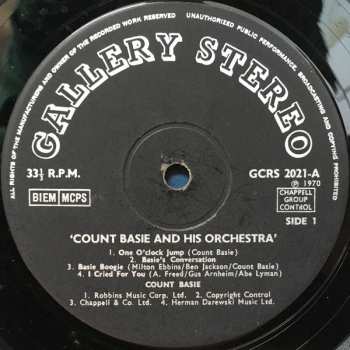 ALL RIGHTS OF THE MANUFACTURERS AND OWNER OF THE RECORDED WORK RESERVED
UNAUTHORIZED PUBLIC PERFORMANCE, BROADCASTING AND COPYING PROHIBITED
GALLERY STEREO
33⅓ R.P.M.
GCRS 2021-A
Ⓟ 1970
BIEM MCPS
CHAPPELL
GROUP
CONTROL
SIDE 1
'COUNT BASIE AND HIS ORCHESTRA'
1. One O'clock Jump (Count Basie)
2. Basie's Conversation
3. Basie Boogie (Milton Ebbins/Ben Jackson/Count Basie)
4. I Cried For You (A. Freed/Gus Arnheim/Abe Lyman)
COUNT BASIE
1. Robbins Music Corp. Ltd. 2. Copyright Control
3. Chappell & Co. Ltd. 4. Herman Darewski Music Ltd.